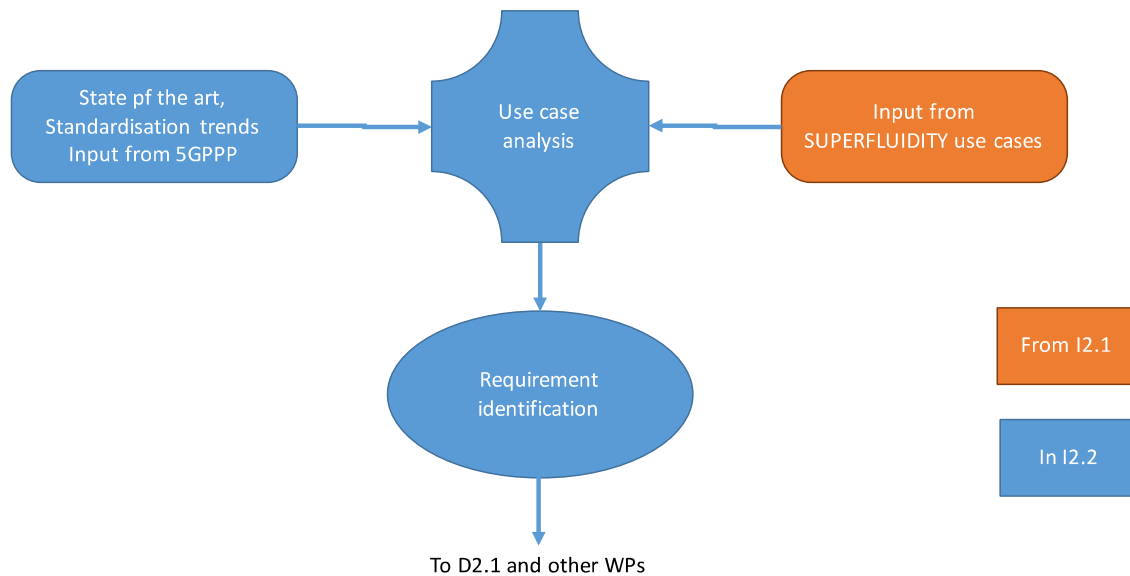 State pf the art,
Standardisation trends
Input from 5GPPP
Use case
analysis
Input from
SUPERFLUIDITY use cases
Requirement
identification
From I2.1
In I2.2
To D2.1 and other WPs